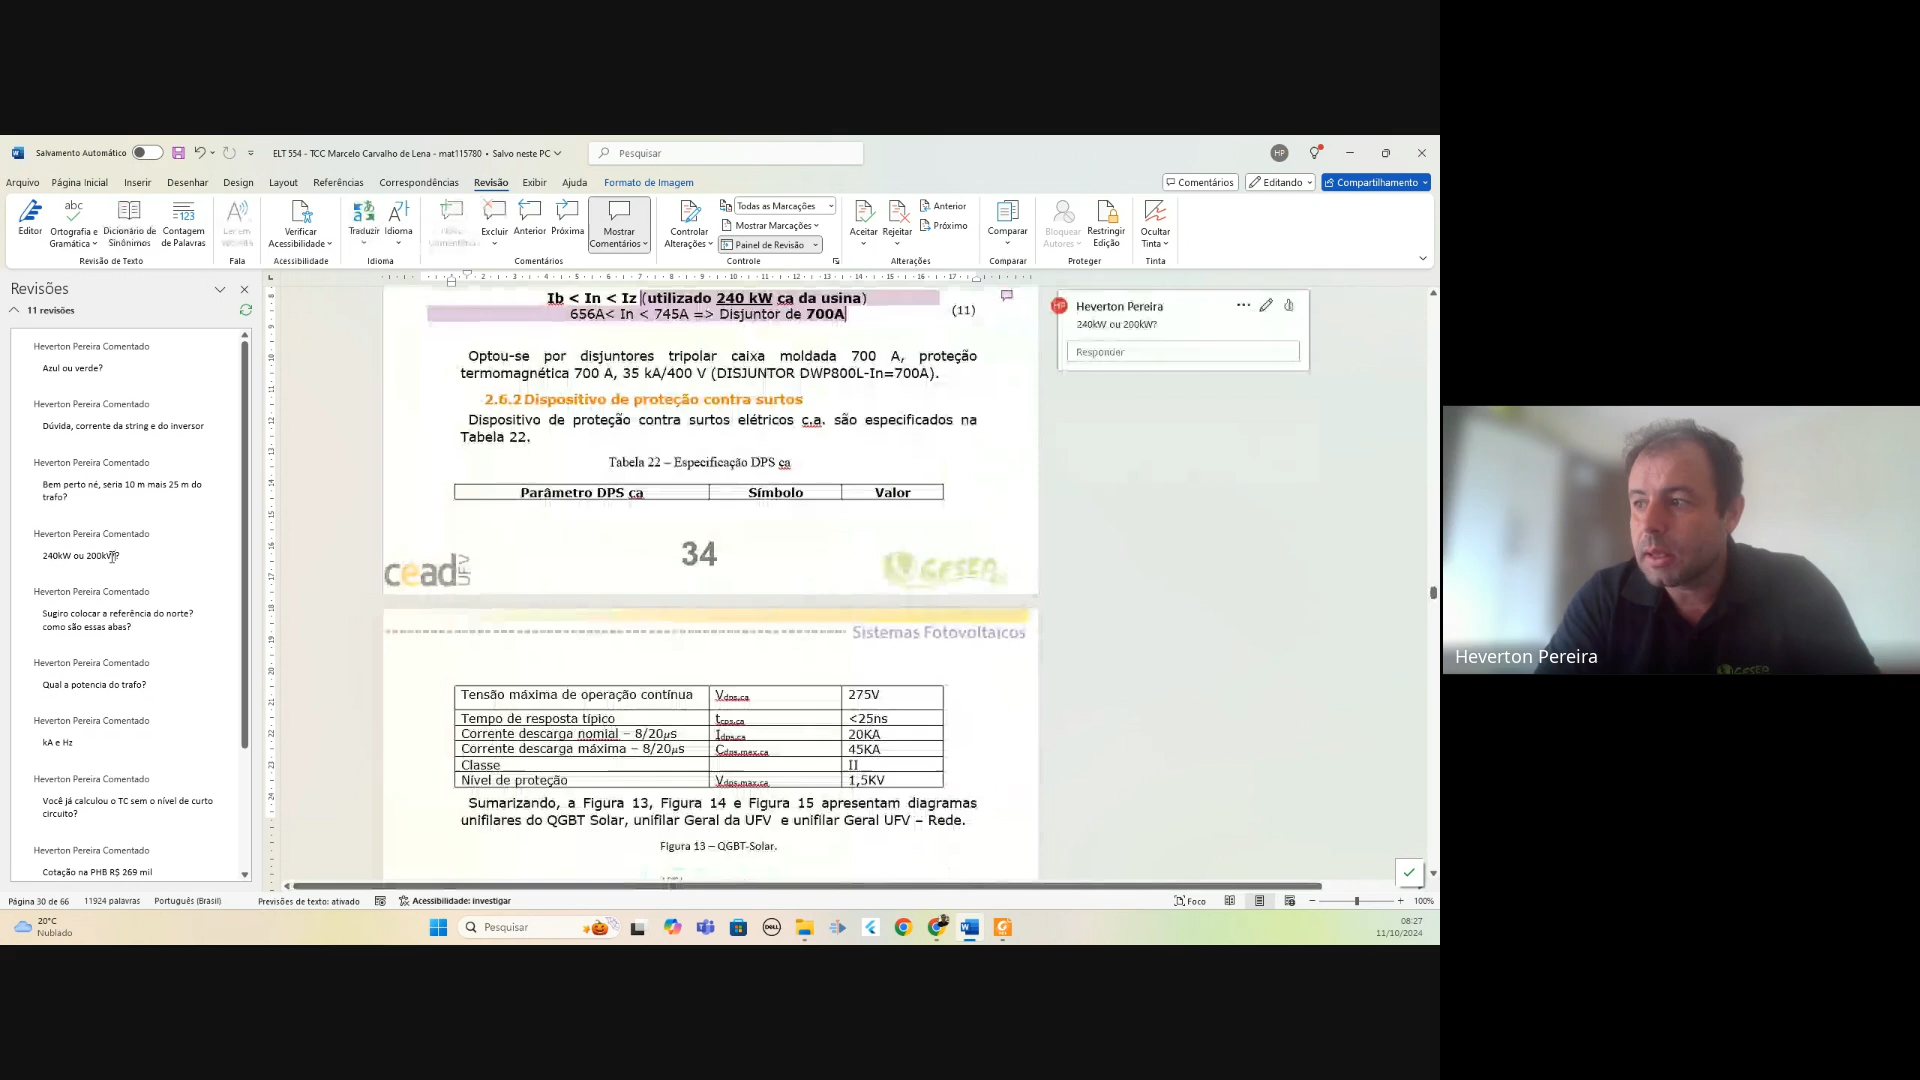 Salvamento Automático
ELT 554 - TCC Marcelo Carvalho de Lena - mat115780 • Salvo neste PC
Pesquisar
HP
Arquivo Página Inicial Inserir Desenhar Design Layout Referências Correspondências Revisão Exibir Ajuda Formato de Imagem
Comentários Editando Compartilhamento
Editor
Ortografia e Gramática
Dicionário de Sinônimos
Contagem de Palavras
Revisão de Texto
Fala
Verificar Acessibilidade
Acessibilidade
Traduzir
Idioma
Idioma
Excluir
Anterior
Próxima
Mostrar Comentários
Comentários
Controlar Alterações
Todas as Marcações
Mostrar Marcações
Painel de Revisão
Controle
Aceitar
Rejeitar
Anterior
Próximo
Alterações
Comparar
Comparar
Bloquear Autores
Restringir Edição
Proteger
Ocultar Tinta
Tinta
Revisões
11 revisões
Heverton Pereira Comentado
Azul ou verde?
Heverton Pereira Comentado
Dúvida, corrente da string e do inversor
Heverton Pereira Comentado
Bem perto né, seria 10 m mais 25 m do
trafo?
Heverton Pereira Comentado
240kW ou 200kW?
Heverton Pereira Comentado
Sugiro colocar a referência do norte?
como são essas abas?
Heverton Pereira Comentado
Qual a potencia do trafo?
Heverton Pereira Comentado
kA e Hz
Heverton Pereira Comentado
Você já calculou o TC sem o nível de curto
circuito?
Heverton Pereira Comentado
Cotação na PHB R$ 269 mil
Ib < In < Iz (utilizado 240 kW ca da usina)
656A< In < 745A => Disjuntor de 700A
(11)
Optou-se por disjuntores tripolar caixa moldada 700 A, proteção
termomagnética 700 A, 35 kA/400 V (DISJUNTOR DWP800L-In=700A).
2.6.2 Dispositivo de proteção contra surtos
Dispositivo de proteção contra surtos elétricos c.a. são especificados na
Tabela 22.
Tabela 22 – Especificação DPS ca
Parâmetro DPS ca Símbolo Valor
cead UFV
34
GESEP
Sistemas Fotovoltaicos
Tensão máxima de operação contínua Vdps,ca 275V
Tempo de resposta típico tcps,ca <25ns
Corrente descarga nomial – 8/20µs Idps,ca 20KA
Corrente descarga máxima – 8/20µs Cdps,max,ca 45KA
Classe II
Nível de proteção Vdps,max,ca 1,5KV
Sumarizando, a Figura 13, Figura 14 e Figura 15 apresentam diagramas
unifilares do QGBT Solar, unifilar Geral da UFV e unifilar Geral UFV – Rede.
Figura 13 – QGBT-Solar.
Heverton Pereira
240kW ou 200kW?
Responder
Página 30 de 66 11924 palavras Português (Brasil) Previsões de texto: ativado Acessibilidade: investigar
Foco
100%
20°C
Nublado
Pesquisar
08:27
11/10/2024
Heverton Pereira